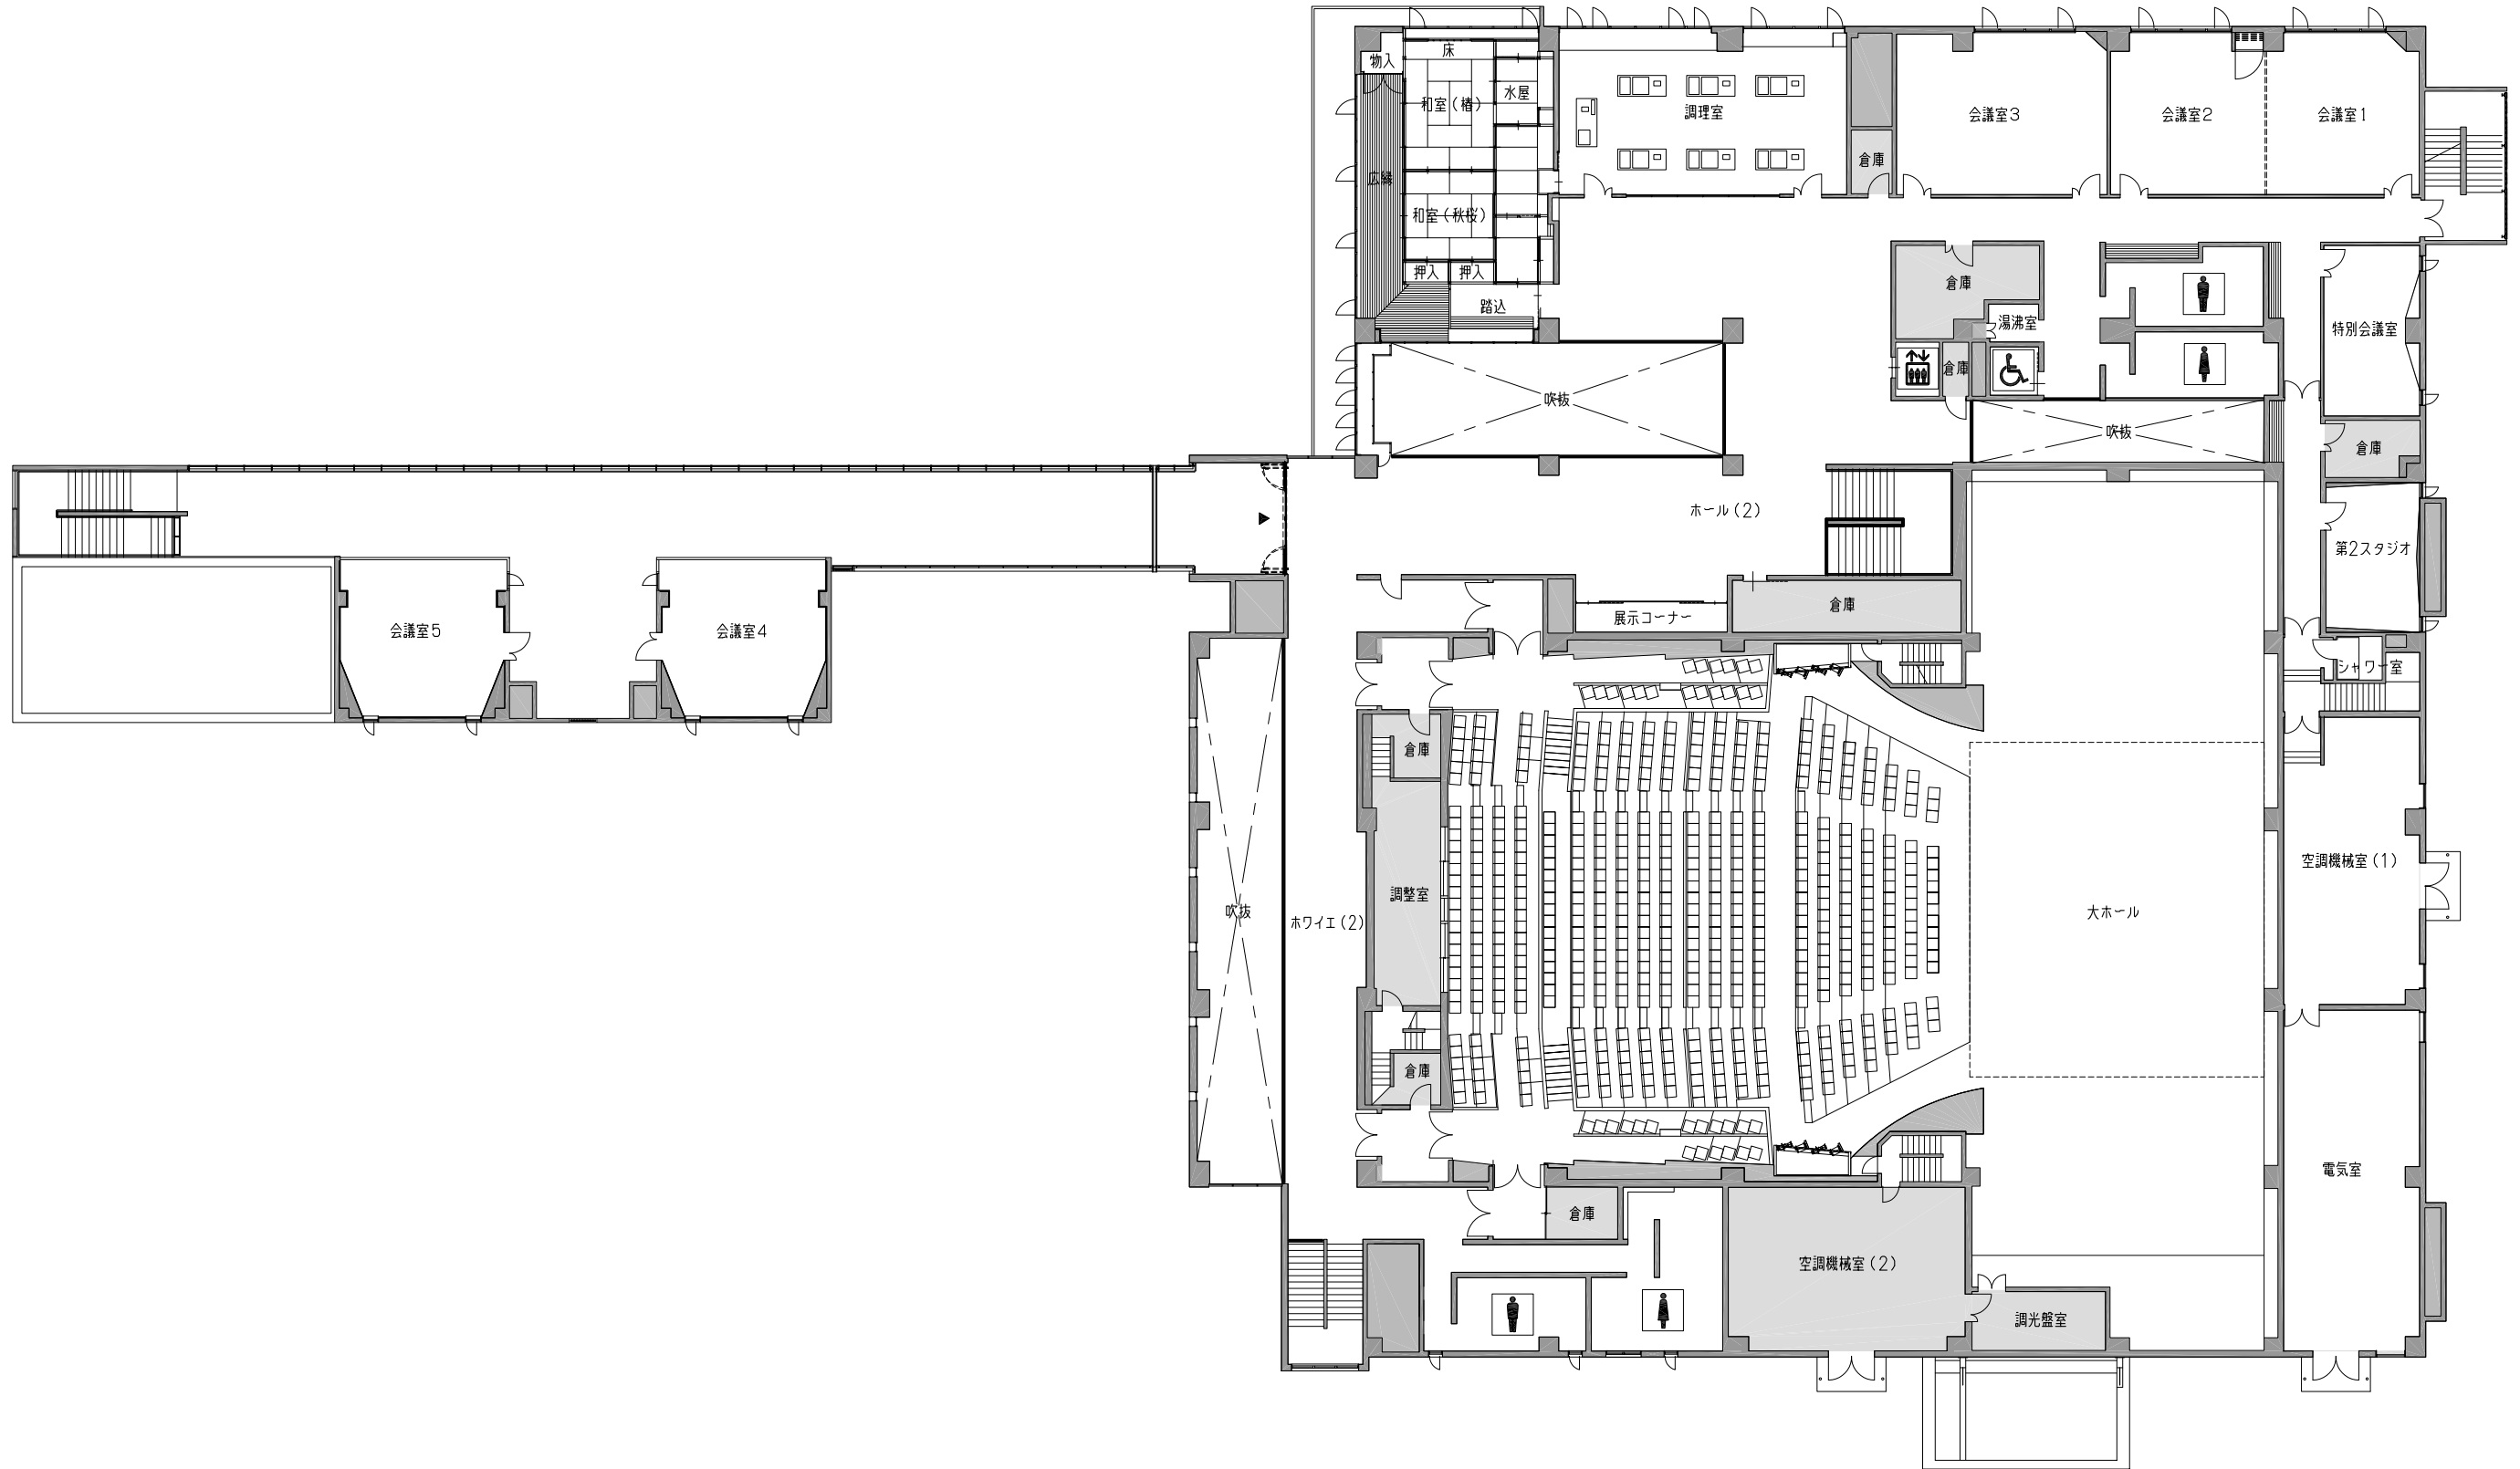 物入
床
和室（椿）
水屋
調理室
会議室3
会議室2
会議室1
倉庫
広縁
和室（秋桜）
押入
押入
踏込
倉庫
湯沸室
特別会議室
倉庫
吹抜
吹抜
倉庫
ホール（2）
第2スタジオ
会議室5
会議室4
展示コーナー
倉庫
シャワー室
倉庫
空調機械室（1）
調整室
吹抜
ホワイエ（2）
大ホール
倉庫
電気室
倉庫
空調機械室（2）
調光盤室